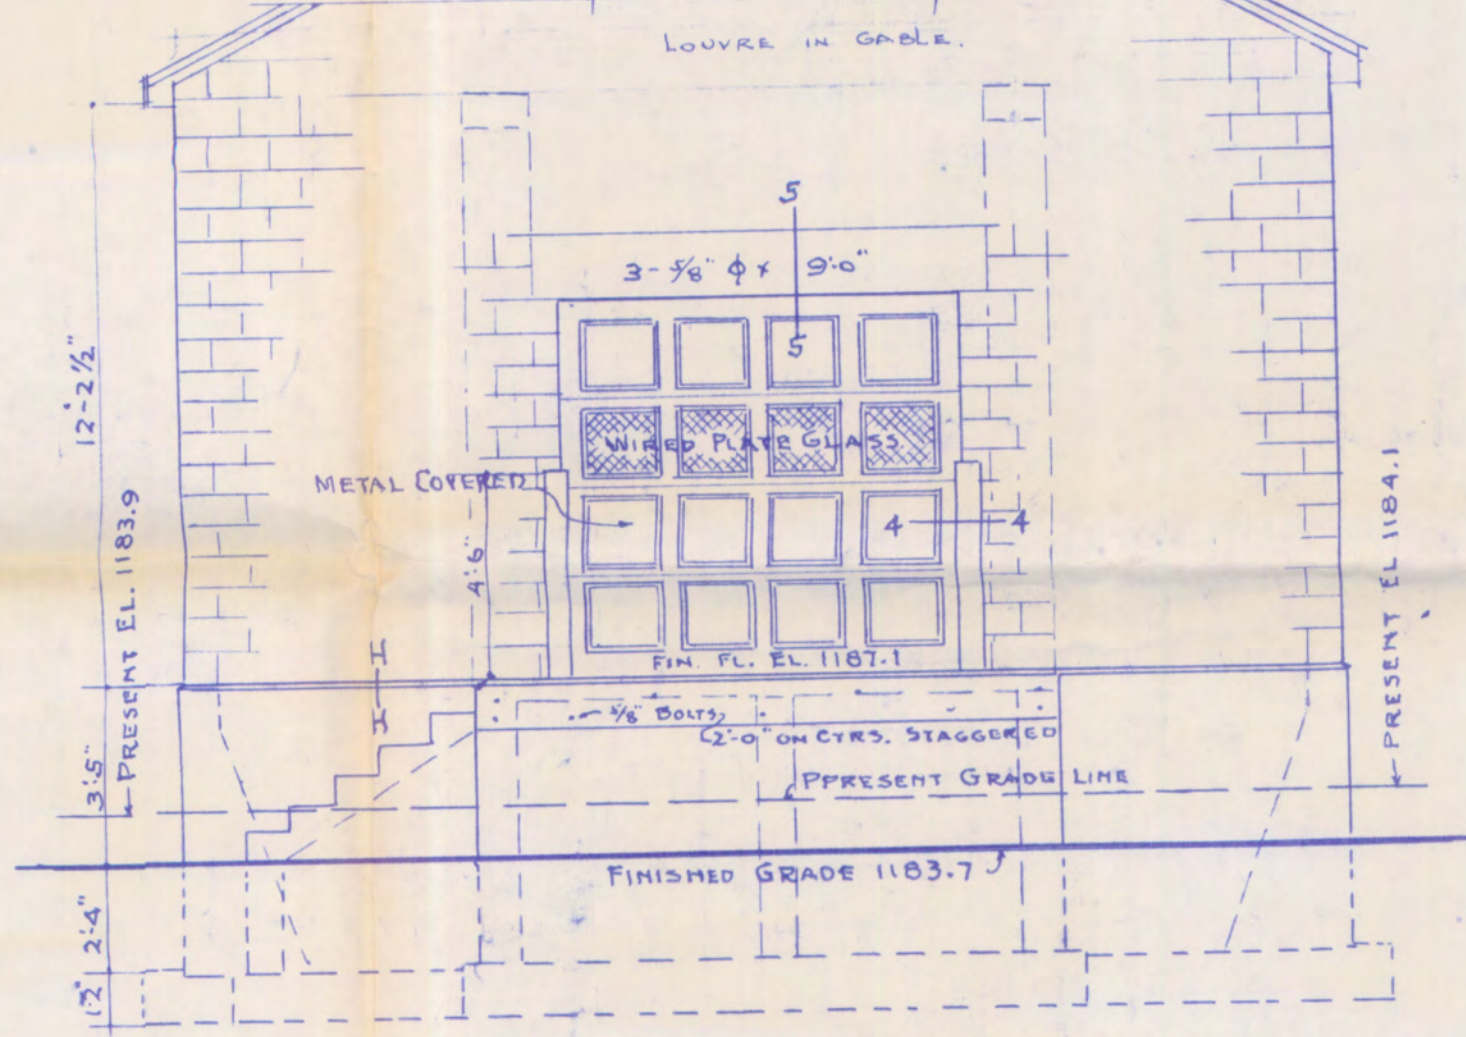 LOUVRE IN GABLE.
5
3-5/8" ϕ x 9'-0"
5
12'-2½"
WIRED PLATE GLASS.
METAL COVERED
4 4
4'-6"
PRESENT EL. 1183.9
PRESENT EL 1184.1
FIN. FL. EL. 1187.1
I
I
5/8" BOLTS,
2'-0" ON CTRS. STAGGERED
3'-5"
PPRESENT GRADE LINE
FINISHED GRADE 1183.7
2'-4"
1'-2"